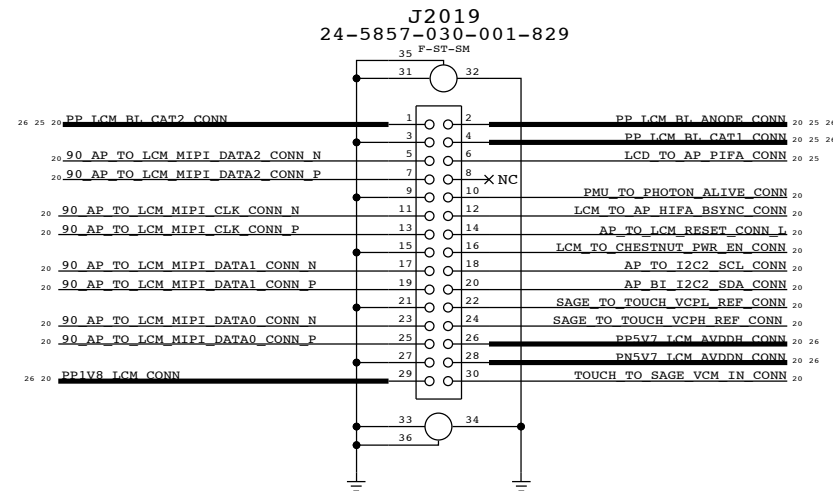 J2019
24-5857-030-001-829
F-ST-SM
35
31 32
26 25 20 PP_LCM_BL_CAT2_CONN 1 2 PP_LCM_BL_ANODE_CONN 20 25 26
3 4 PP_LCM_BL_CAT1_CONN 20 25 26
20 90_AP_TO_LCM_MIPI_DATA2_CONN_N 5 6 LCD_TO_AP_PIFA_CONN 20 25
20 90_AP_TO_LCM_MIPI_DATA2_CONN_P 7 8 NC
9 10 PMU_TO_PHOTON_ALIVE_CONN 20
20 90_AP_TO_LCM_MIPI_CLK_CONN_N 11 12 LCM_TO_AP_HIFA_BSYNC_CONN 20
20 90_AP_TO_LCM_MIPI_CLK_CONN_P 13 14 AP_TO_LCM_RESET_CONN_L 20
15 16 LCM_TO_CHESTNUT_PWR_EN_CONN 20
20 90_AP_TO_LCM_MIPI_DATA1_CONN_N 17 18 AP_TO_I2C2_SCL_CONN 20
20 90_AP_TO_LCM_MIPI_DATA1_CONN_P 19 20 AP_BI_I2C2_SDA_CONN 20
21 22 SAGE_TO_TOUCH_VCPL_REF_CONN 20
20 90_AP_TO_LCM_MIPI_DATA0_CONN_N 23 24 SAGE_TO_TOUCH_VCPH_REF_CONN 20
20 90_AP_TO_LCM_MIPI_DATA0_CONN_P 25 26 PP5V7_LCM_AVDDH_CONN 20 26
27 28 PN5V7_LCM_AVDDN_CONN 20 26
26 20 PP1V8_LCM_CONN 29 30 TOUCH_TO_SAGE_VCM_IN_CONN 20
33 34
36